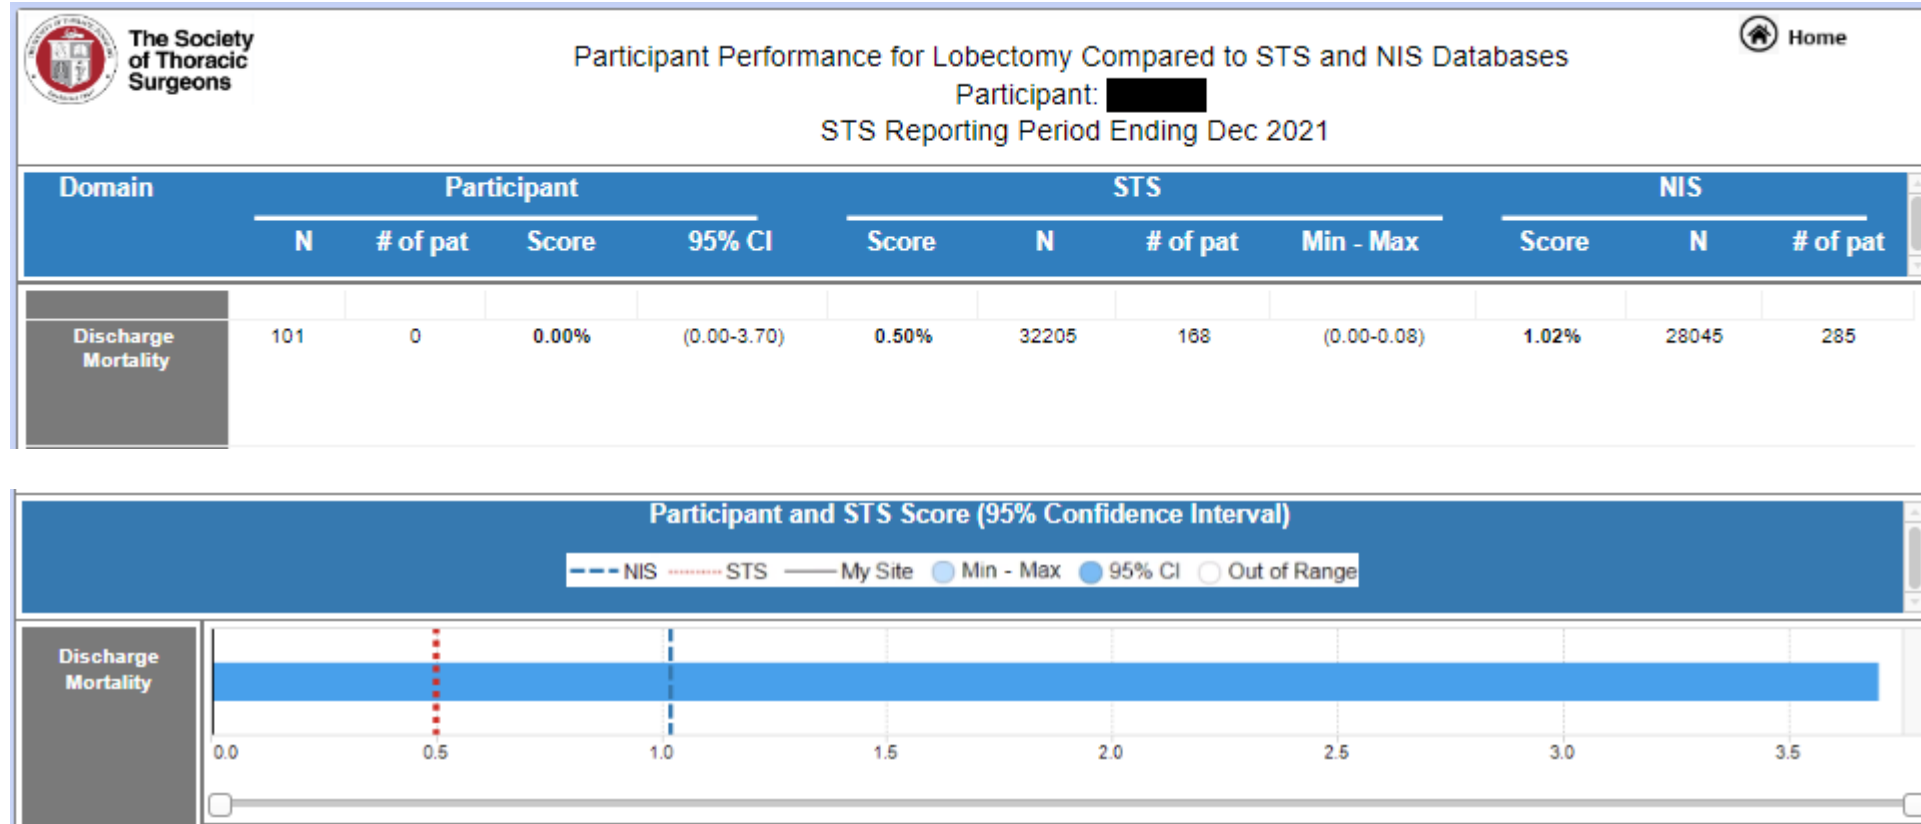 The Society
of Thoracic
Surgeons
Home
Participant Performance for Lobectomy Compared to STS and NIS Databases
Participant:
STS Reporting Period Ending Dec 2021
Domain Participant STS NIS
N # of pat Score 95% CI Score N # of pat Min - Max Score N # of pat
Discharge Mortality 101 0 0.00% (0.00-3.70) 0.50% 32205 168 (0.00-0.08) 1.02% 28045 285
Participant and STS Score (95% Confidence Interval)
NIS STS My Site Min - Max 95% CI Out of Range
Discharge
Mortality
0.0 0.5 1.0 1.5 2.0 2.5 3.0 3.5